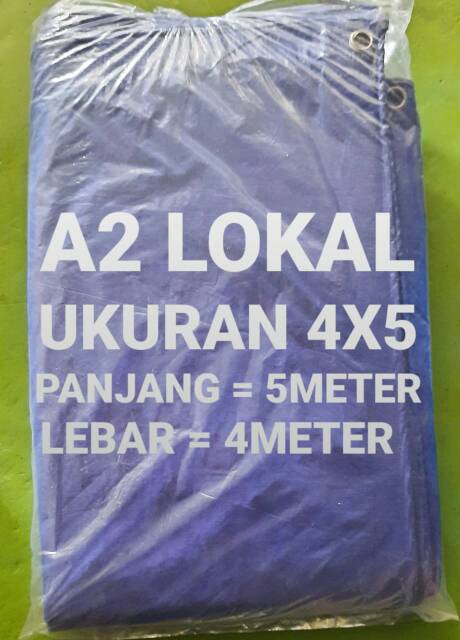 A2 LOKAL
UKURAN 4X5
PANJANG = 5METER
LEBAR = 4METER